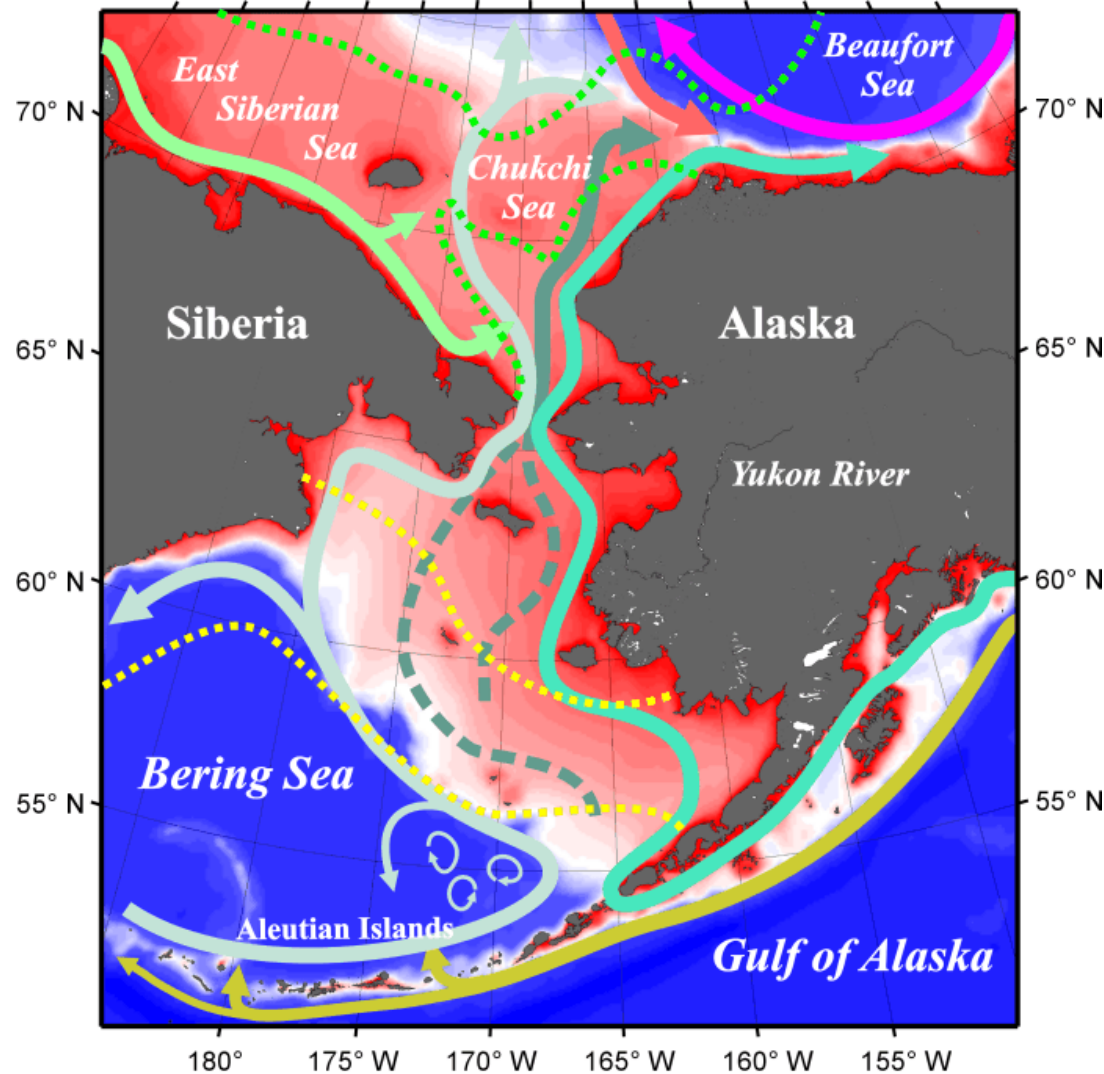 Beaufort
Sea
East
Siberian
Sea
70° N
70° N
Chukchi
Sea
Siberia
Alaska
65° N
65° N
Yukon River
60° N
60° N
Bering Sea
55° N
55° N
Aleutian Islands
Gulf of Alaska
180°
175° W
170° W
165° W
160° W
155° W